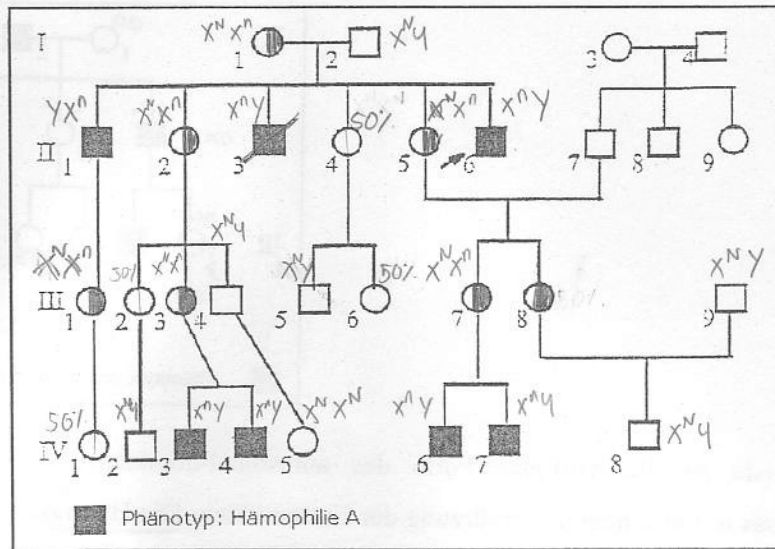 X^N X^n X^N Y
I 1 2 3 4
YX^n X^N X^n X^n Y 50% X^N X^n X^n Y
II 1 2 3 4 5 6 7 8 9
X^N Y
X^N X^n 50% X^N X^n X^N Y 50% X^N X^n X^N Y
III 1 2 3 4 5 6 7 8 50% 9
50% X^N Y X^n Y X^n Y X^N X^N X^n Y X^n Y X^N Y
IV 1 2 3 4 5 6 7 8
Phänotyp: Hämophilie A